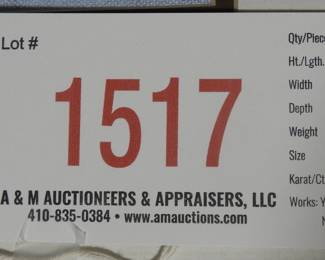 Lot #
1517
A & M AUCTIONEERS & APPRAISERS, LLC
410-835-0384 • www.amauctions.com
Qty/Piec
Ht./Lgth.
Width
Depth
Weight
Size
Karat/Ct
Works: Y
N